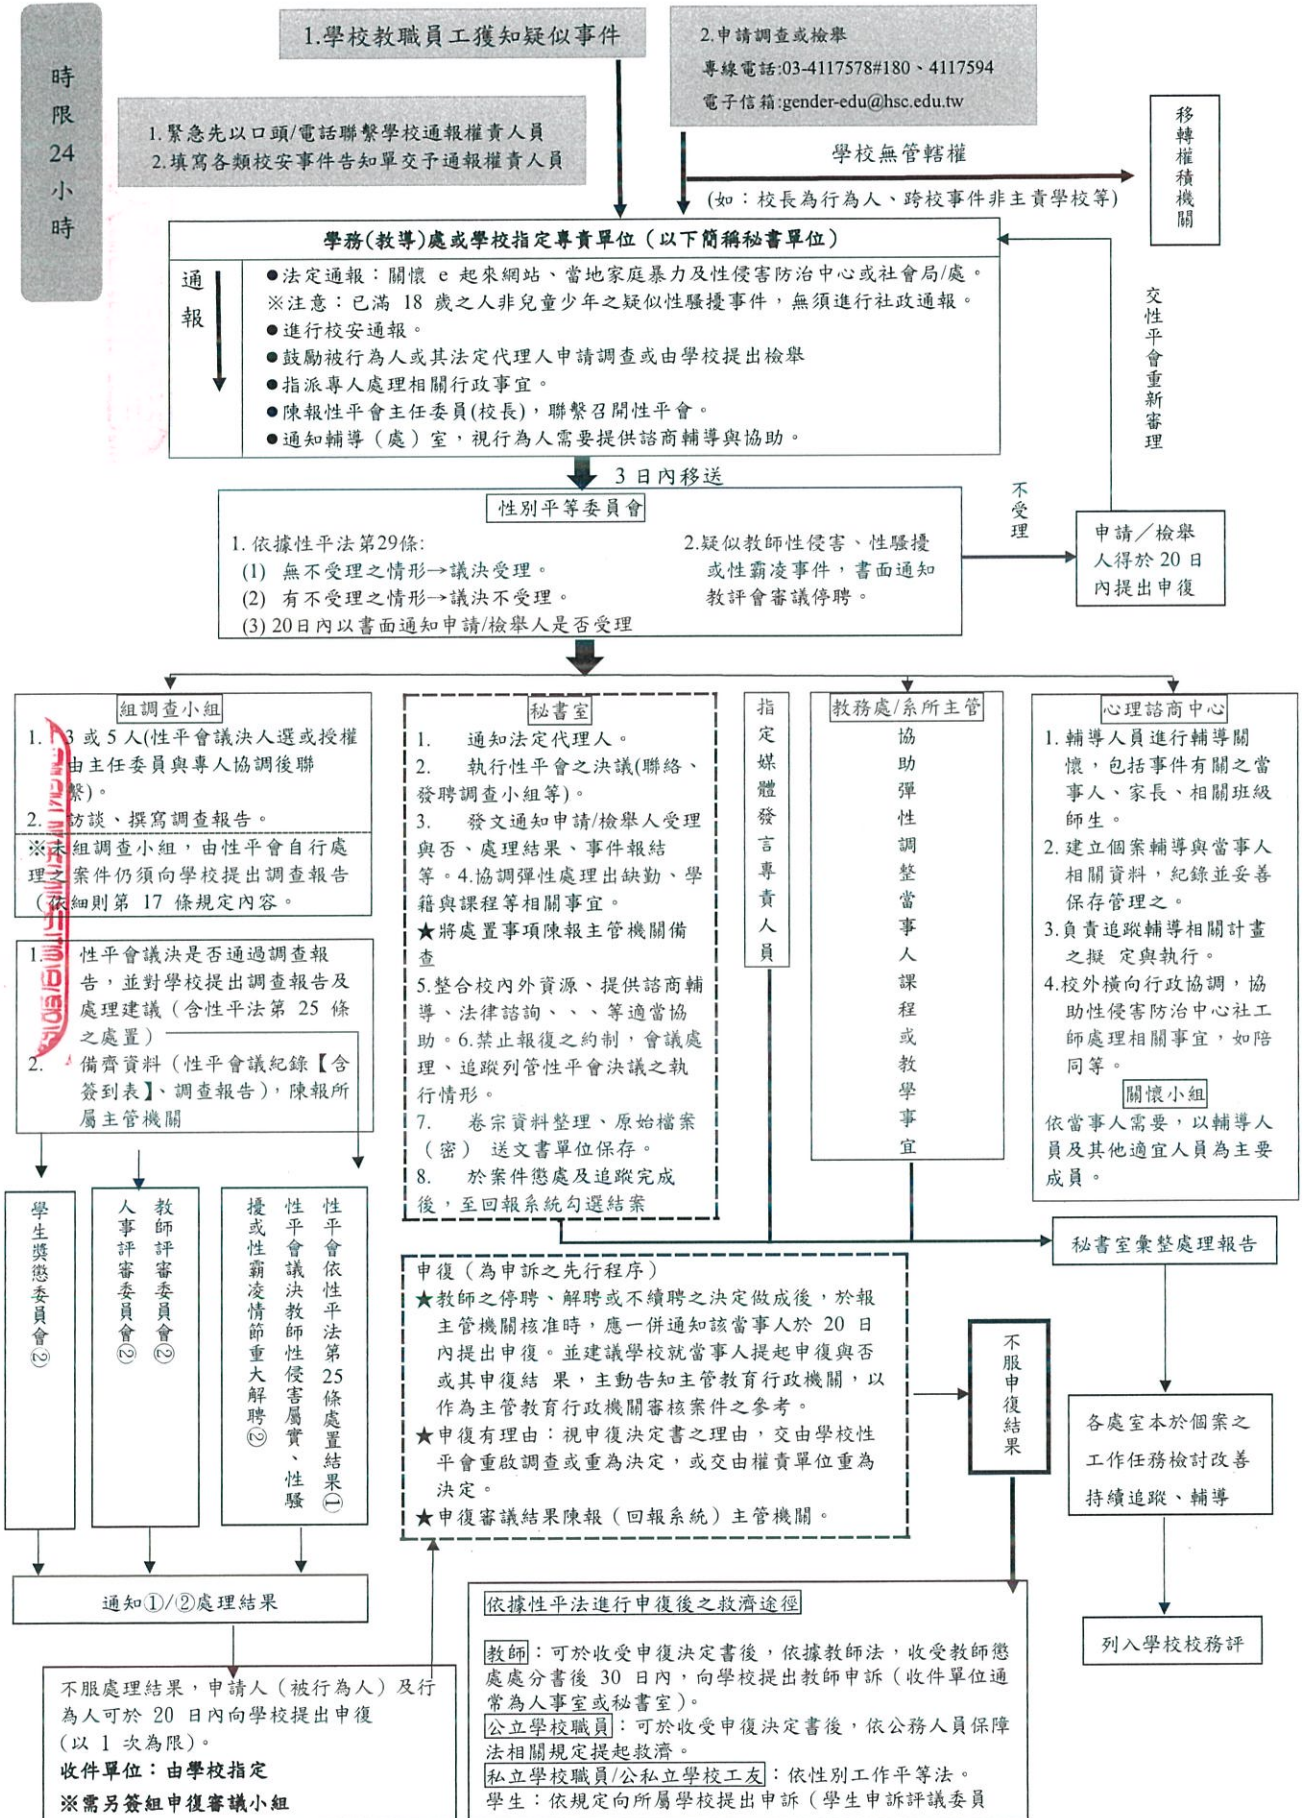 時
限
24
小
時
1.學校教職員工獲知疑似事件
2.申請調查或檢舉
專線電話:03-4117578#180、4117594
電子信箱:gender-edu@hsc.edu.tw
1.緊急先以口頭/電話聯繫學校通報權責人員
2.填寫各類校安事件告知單交予通報權責人員
學校無管轄權
(如：校長為行為人、跨校事件非主責學校等)
移轉權積機關
學務(教導)處或學校指定專責單位（以下簡稱秘書單位）
通報
●法定通報：關懷 e 起來網站、當地家庭暴力及性侵害防治中心或社會局/處。
※注意：已滿 18 歲之人非兒童少年之疑似性騷擾事件，無須進行社政通報。
●進行校安通報。
●鼓勵被行為人或其法定代理人申請調查或由學校提出檢舉
●指派專人處理相關行政事宜。
●陳報性平會主任委員(校長)，聯繫召開性平會。
●通知輔導（處）室，視行為人需要提供諮商輔導與協助。
交性平會重新審理
3 日內移送
性別平等委員會
1. 依據性平法第29條:
(1) 無不受理之情形→議決受理。
(2) 有不受理之情形→議決不受理。
(3) 20日內以書面通知申請/檢舉人是否受理
2.疑似教師性侵害、性騷擾
或性霸凌事件，書面通知
教評會審議停聘。
不受理
申請／檢舉
人得於 20 日
內提出申復
組調查小組
1. 3 或 5 人(性平會議決人選或授權
由主任委員與專人協調後聯
繫)。
2. 訪談、撰寫調查報告。
※未組調查小組，由性平會自行處
理之案件仍須向學校提出調查報告
（依細則第 17 條規定內容。
1. 性平會議決是否通過調查報
告，並對學校提出調查報告及
處理建議（含性平法第 25 條
之處置）
2. 備齊資料（性平會議紀錄【含
簽到表】、調查報告），陳報所
屬主管機關
秘書室
1. 通知法定代理人。
2. 執行性平會之決議(聯絡、
發聘調查小組等)。
3. 發文通知申請/檢舉人受理
與否、處理結果、事件報結
等。4.協調彈性處理出缺勤、學
籍與課程等相關事宜。
★將處置事項陳報主管機關備
查
5.整合校內外資源、提供諮商輔
導、法律諮詢、、、等適當協
助。6.禁止報復之約制，會議處
理、追蹤列管性平會決議之執
行情形。
7. 卷宗資料整理、原始檔案
（密） 送文書單位保存。
8. 於案件懲處及追蹤完成
後，至回報系統勾選結案
指定媒體發言專責人員
教務處/系所主管
協助彈性調整當事人課程或教學事宜
心理諮商中心
1. 輔導人員進行輔導關
懷，包括事件有關之當
事人、家長、相關班級
師生。
2. 建立個案輔導與當事人
相關資料，紀錄並妥善
保存管理之。
3.負責追蹤輔導相關計畫
之擬 定與執行。
4.校外橫向行政協調，協
助性侵害防治中心社工
師處理相關事宜，如陪
同等。
關懷小組
依當事人需要，以輔導人
員及其他適宜人員為主要
成員。
學生獎懲委員會②
教師評審委員會②
人事評審委員會②
性平會依性平法第25條處置結果①
性平會議決教師性侵害屬實、性騷
擾或性霸凌情節重大解聘②
秘書室彙整處理報告
申復（為申訴之先行程序）
★教師之停聘、解聘或不續聘之決定做成後，於報
主管機關核准時，應一併通知該當事人於 20 日
內提出申復。並建議學校就當事人提起申復與否
或其申復結 果，主動告知主管教育行政機關，以
作為主管教育行政機關審核案件之參考。
★申復有理由：視申復決定書之理由，交由學校性
平會重啟調查或重為決定，或交由權責單位重為
決定。
★申復審議結果陳報（回報系統）主管機關。
不服申復結果
各處室本於個案之
工作任務檢討改善
持續追蹤、輔導
通知①/②處理結果
列入學校校務評
不服處理結果，申請人（被行為人）及行
為人可於 20 日內向學校提出申復
(以 1 次為限)。
收件單位：由學校指定
※需另簽組申復審議小組
依據性平法進行申復後之救濟途徑
教師：可於收受申復決定書後，依據教師法，收受教師懲
處處分書後 30 日內，向學校提出教師申訴（收件單位通
常為人事室或秘書室)。
公立學校職員：可於收受申復決定書後，依公務人員保障
法相關規定提起救濟。
私立學校職員/公私立學校工友：依性別工作平等法。
學生：依規定向所屬學校提出申訴（學生申訴評議委員